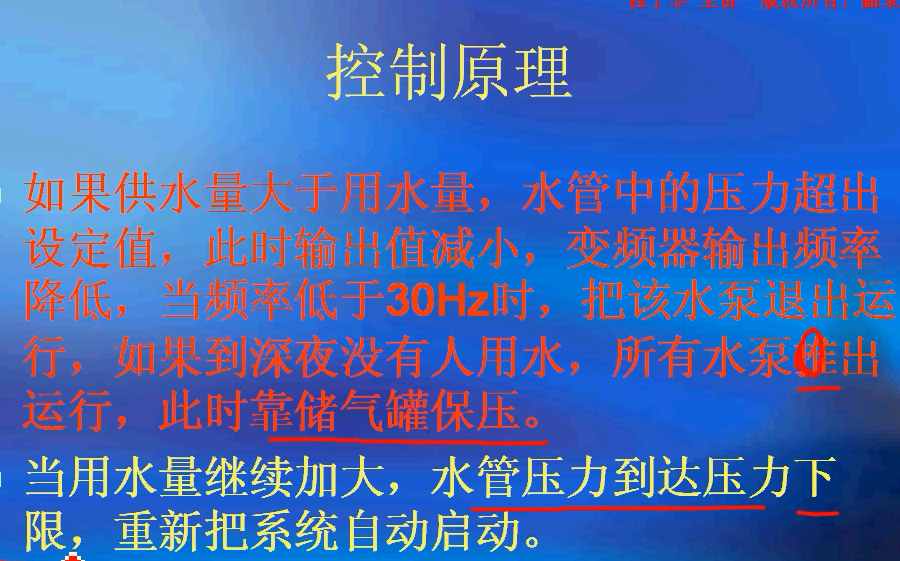 控制原理
如果供水量大于用水量，水管中的压力超出
设定值，此时输出值减小，变频器输出频率
降低，当频率低于30Hz时，把该水泵退出运
行，如果到深夜没有人用水，所有水泵推出
运行，此时靠储气罐保压。
当用水量继续加大，水管压力到达压力下
限，重新把系统自动启动。